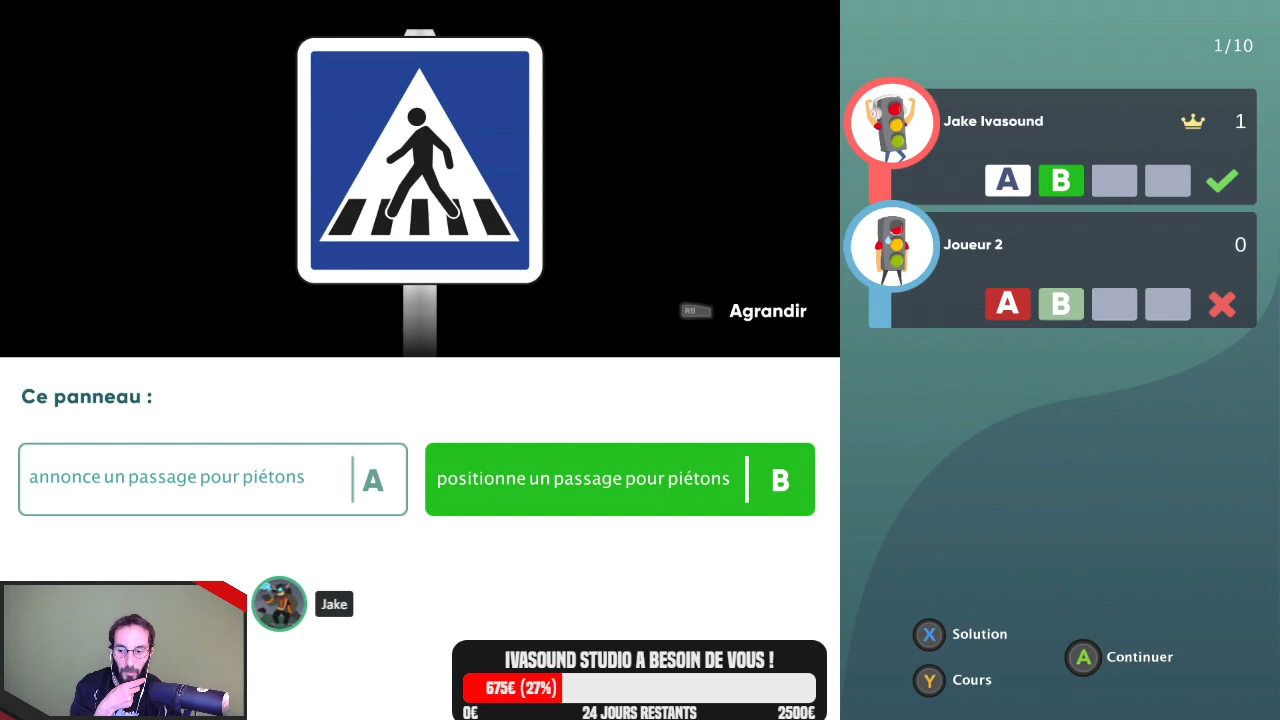 1/10
Jake Ivasound
1
A B
Joueur 2
0
A B
RB Agrandir
Ce panneau :
annonce un passage pour piétons
A
positionne un passage pour piétons
B
Jake
IVASOUND STUDIO A BESOIN DE VOUS !
675€ (27%)
0€ 24 JOURS RESTANTS 2500€
X Solution
A Continuer
Y Cours